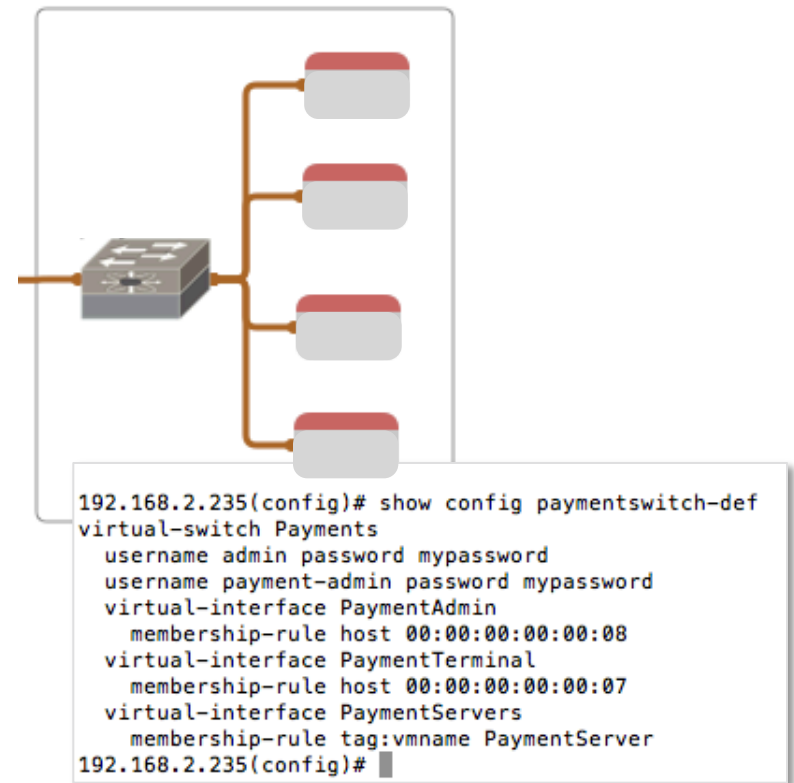 192.168.2.235(config)# show config paymentswitch-def
virtual-switch Payments
username admin password mypassword
username payment-admin password mypassword
virtual-interface PaymentAdmin
membership-rule host 00:00:00:00:00:08
virtual-interface PaymentTerminal
membership-rule host 00:00:00:00:00:07
virtual-interface PaymentServers
membership-rule tag:vmname PaymentServer
192.168.2.235(config)#